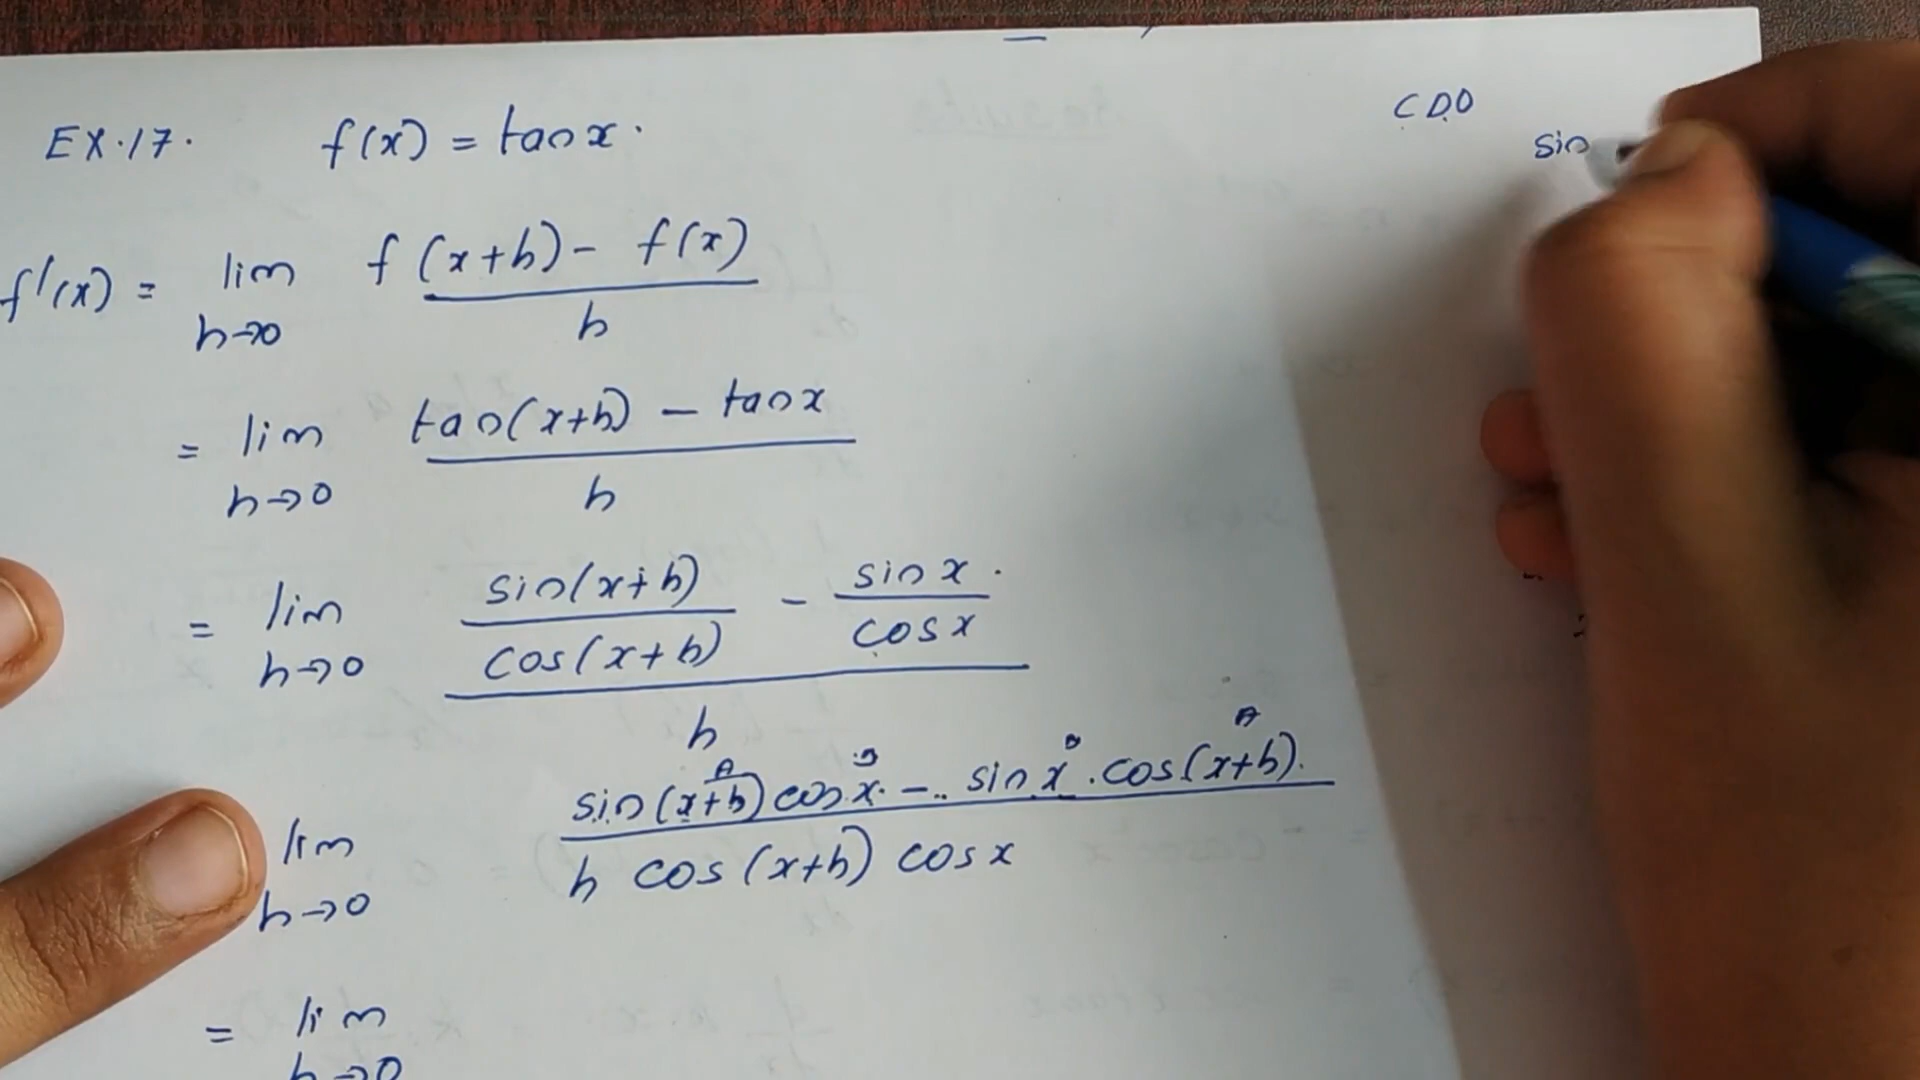 CDO
sin
EX.17. f(x) = tan x.
f'(x) = lim f(x+h) - f(x)
h→0 h
= lim tan(x+h) - tan x
h→0 h
= lim sin(x+h) - sin x.
cos(x+h) cos x
h→0
h
A B B A
lim sin(x+h) cos x. - sin x . cos(x+h).
h→0 h cos(x+h) cos x
= lim
h→0